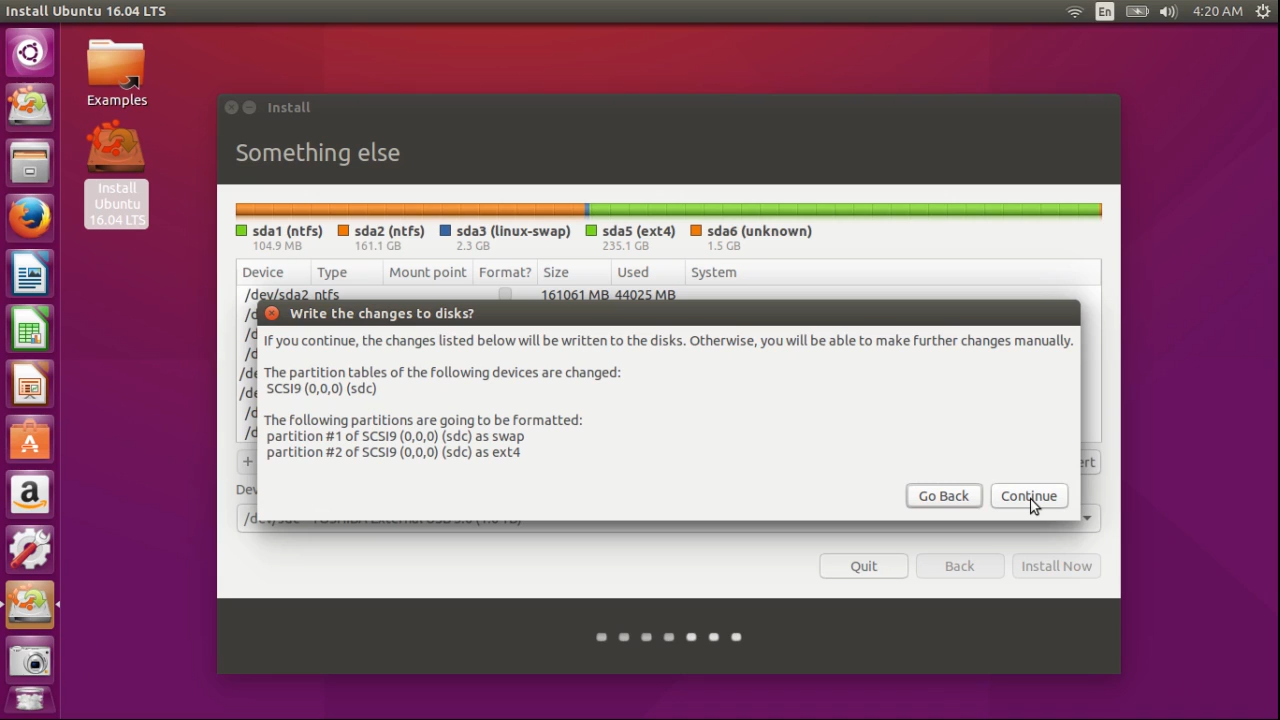 Install Ubuntu 16.04 LTS
En
4:20 AM
Examples
Install
Ubuntu
16.04 LTS
Install
Something else
sda1 (ntfs)
sda2 (ntfs)
sda3 (linux-swap)
sda5 (ext4)
sda6 (unknown)
104.9 MB
161.1 GB
2.3 GB
235.1 GB
1.5 GB
Device Type Mount point Format? Size Used System
/dev/sda2 ntfs 161061 MB 44025 MB
Write the changes to disks?
If you continue, the changes listed below will be written to the disks. Otherwise, you will be able to make further changes manually.
The partition tables of the following devices are changed:
SCSI9 (0,0,0) (sdc)
The following partitions are going to be formatted:
partition #1 of SCSI9 (0,0,0) (sdc) as swap
partition #2 of SCSI9 (0,0,0) (sdc) as ext4
Go Back
Continue
Quit
Back
Install Now